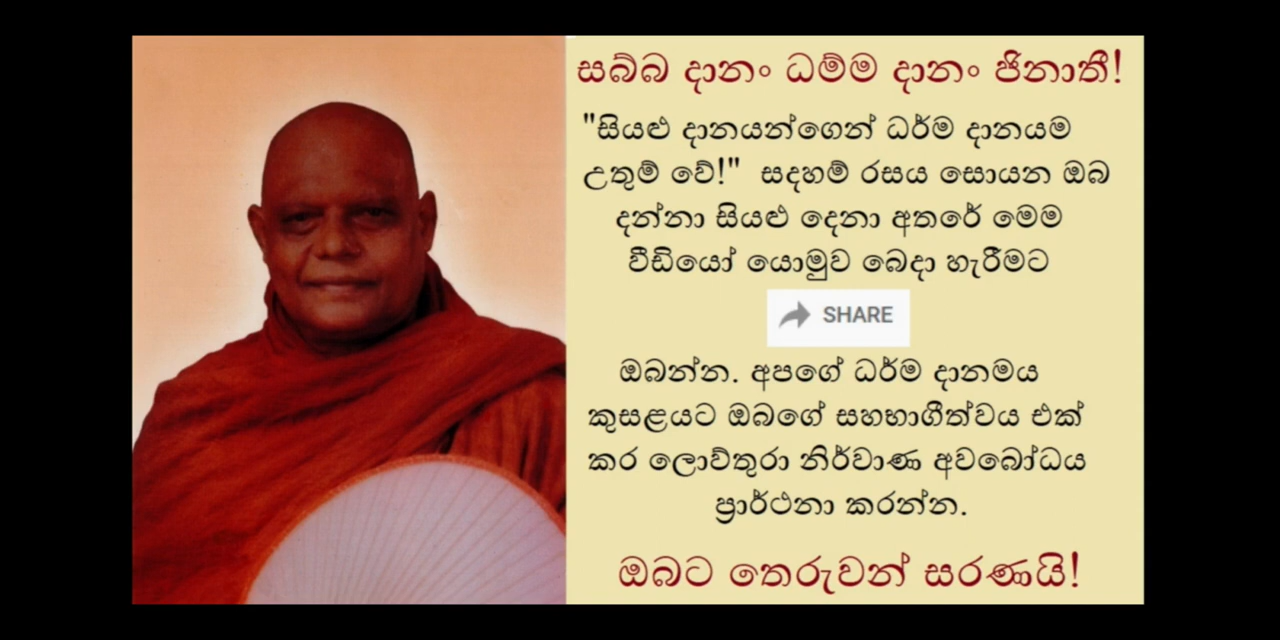 සබ්බ දානං ධම්ම දානං ජිනාතී!
"සියළු දානයන්ගෙන් ධර්ම දානයම
උතුම් වේ!" සදහම් රසය සොයන ඔබ
දන්නා සියළු දෙනා අතරේ මෙම
වීඩියෝ යොමුව බෙදා හැරීමට
SHARE
ඔබන්න. අපගේ ධර්ම දානමය
කුසළයට ඔබගේ සහභාගීත්වය එක්
කර ලොව්තුරා නිර්වාණ අවබෝධය
ප්‍රාර්ථනා කරන්න.
ඔබට තෙරුවන් සරණයි!